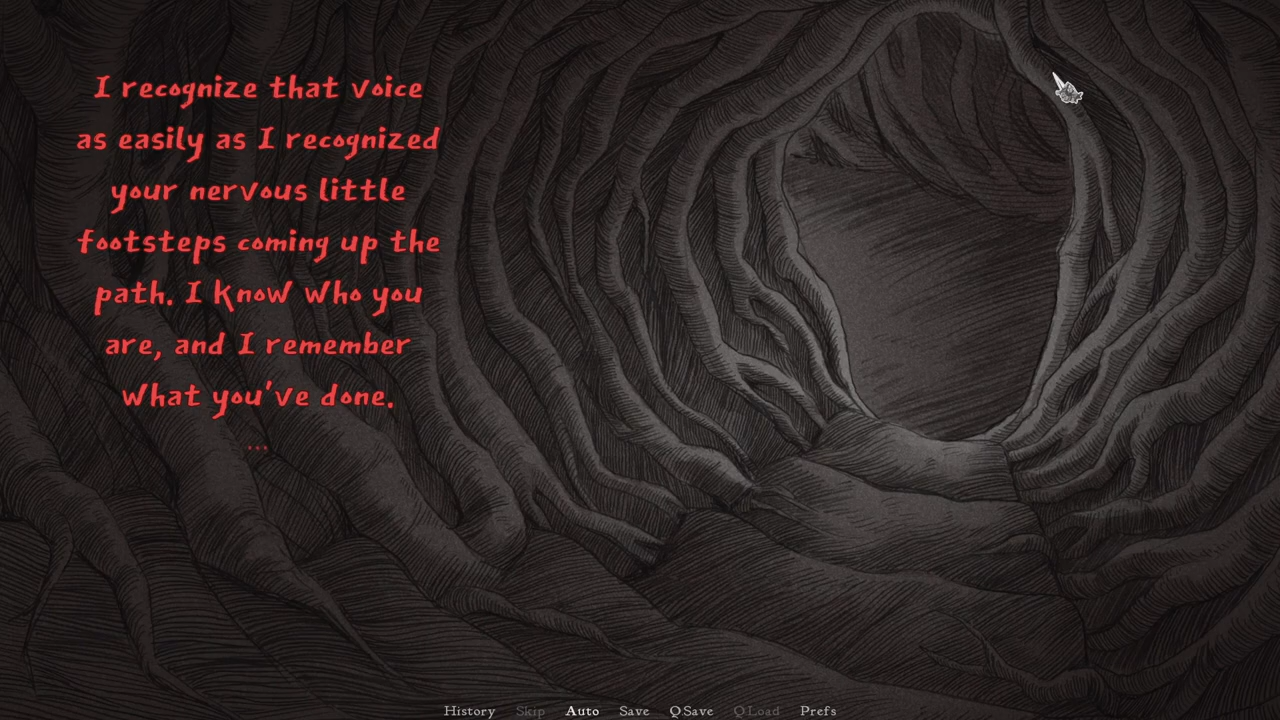 I recognize that voice
as easily as I recognized
your nervous little
footsteps coming up the
path. I know who you
are, and I remember
what you've done.
...
History Skip Auto Save Q.Save Q.Load Prefs